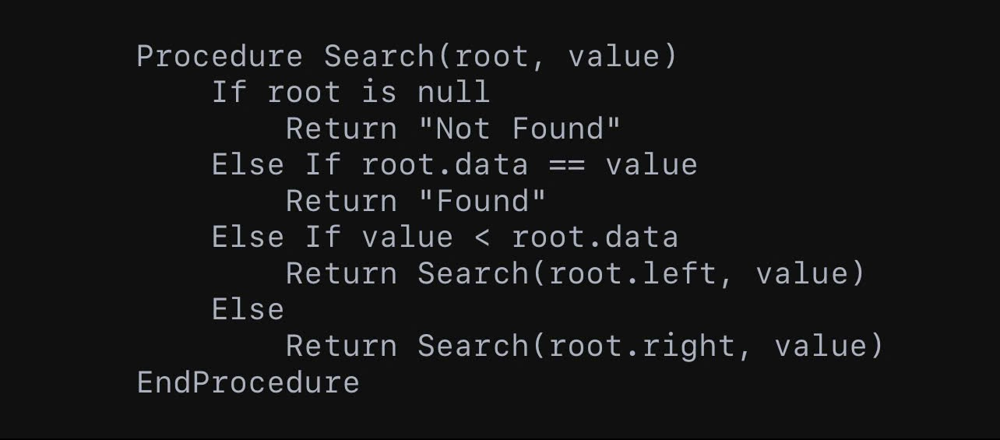 Procedure Search(root, value)
    If root is null
        Return "Not Found"
    Else If root.data == value
        Return "Found"
    Else If value < root.data
        Return Search(root.left, value)
    Else
        Return Search(root.right, value)
EndProcedure